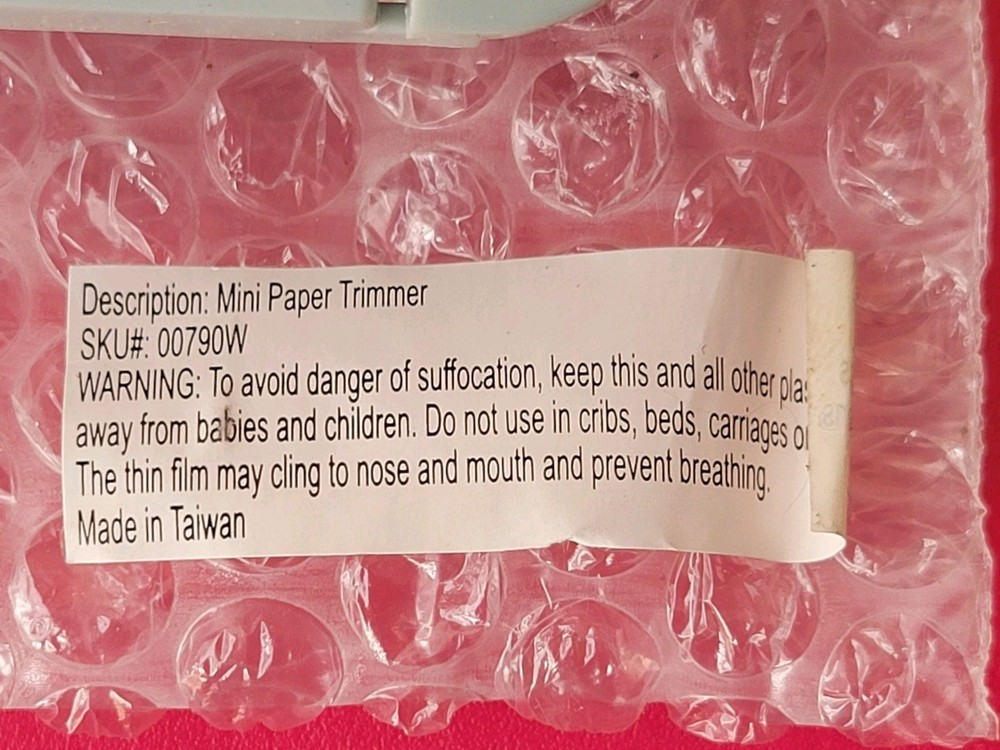 Description: Mini Paper Trimmer
SKU#: 00790W
WARNING: To avoid danger of suffocation, keep this and all other
away from babies and children. Do not use in cribs, beds, carriages
The thin film may cling to nose and mouth and prevent breathing.
Made in Taiwan